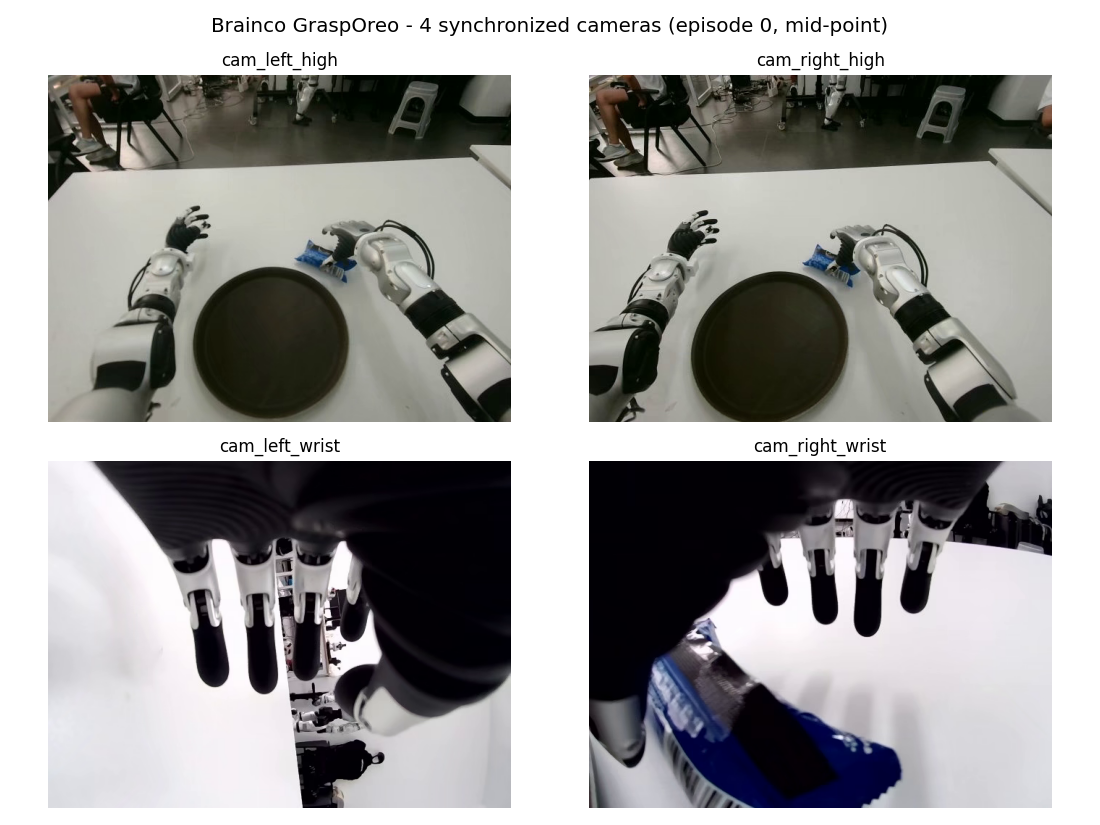 Brainco GraspOreo - 4 synchronized cameras (episode 0, mid-point)
cam_left_high
cam_right_high
cam_left_wrist
cam_right_wrist